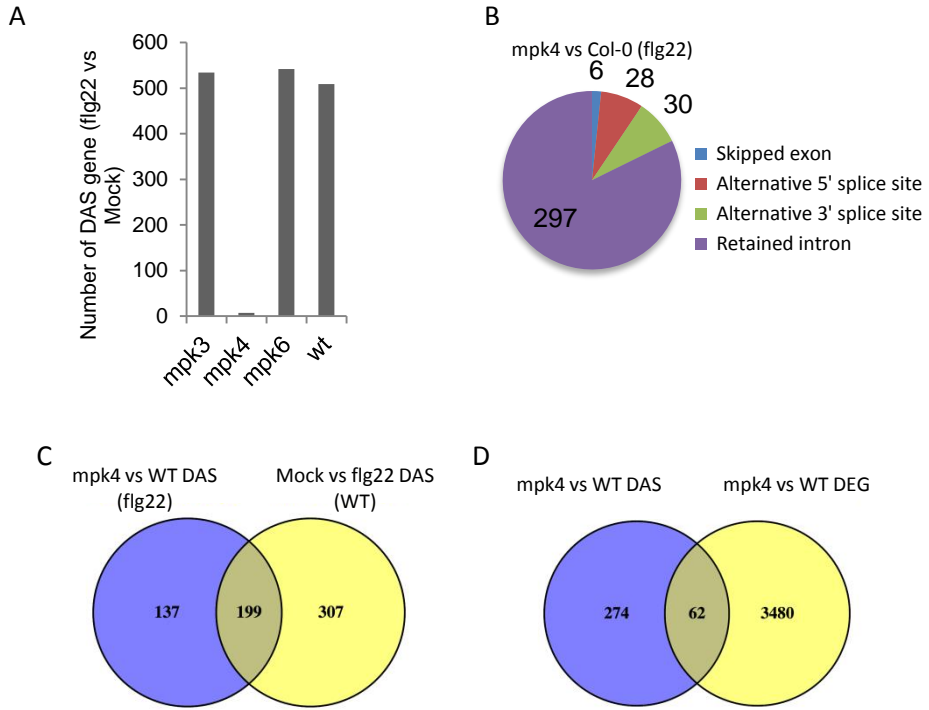 A
Number of DAS gene (flg22 vs
Mock)
600
500
400
300
200
100
0
mpk3
mpk4
mpk6
wt
B
mpk4 vs Col-0 (flg22)
6
28
30
297
Skipped exon
Alternative 5' splice site
Alternative 3' splice site
Retained intron
C
mpk4 vs WT DAS
(flg22)
Mock vs flg22 DAS
(WT)
137
199
307
D
mpk4 vs WT DAS
mpk4 vs WT DEG
274
62
3480